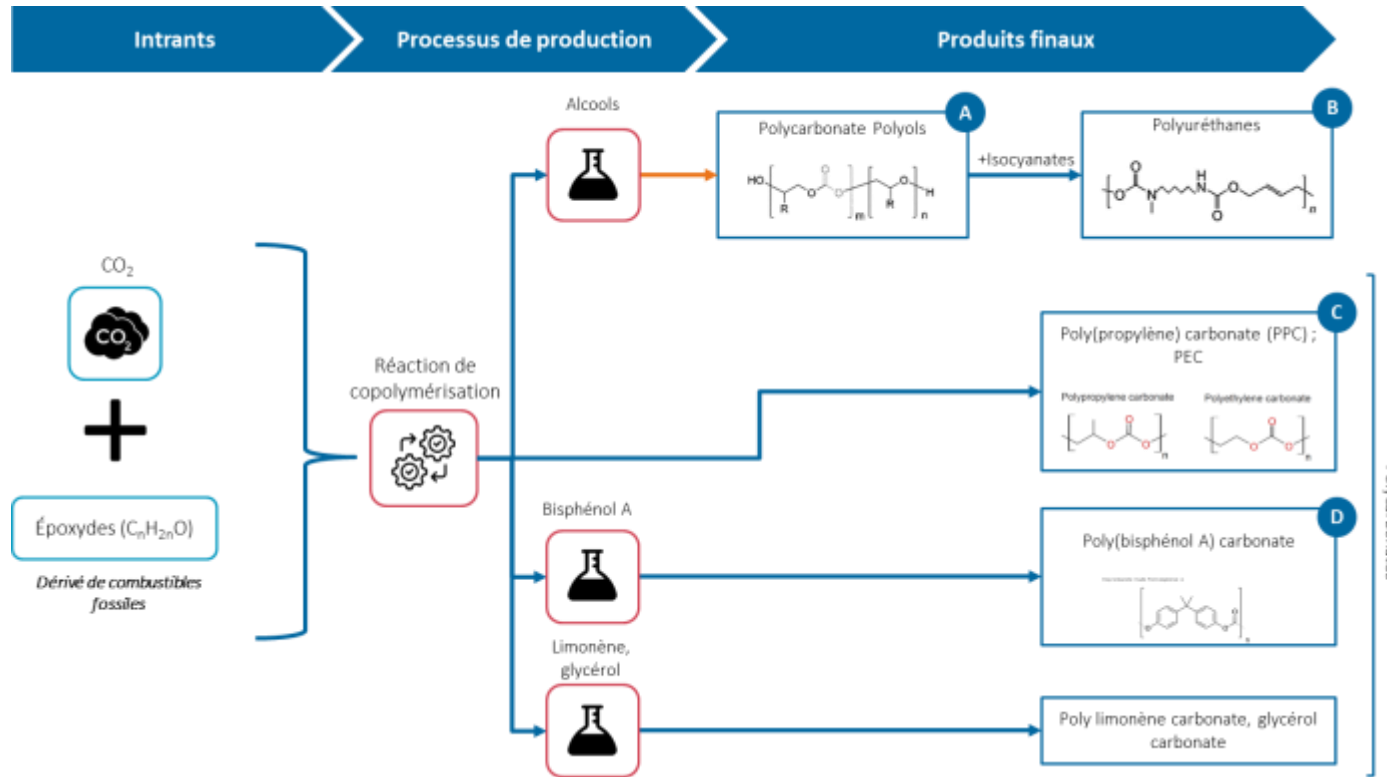 Intrants
Processus de production
Produits finaux
Alcools
A
Polycarbonate Polyols
HO
O
O
O
R
m
O
H
R
n
+Isocyanates
B
Polyuréthanes
O
O
N
H
N
O
O
n
CO₂
CO₂
Époxydes (CₙH₂ₙO)
Dérivé de combustibles
fossiles
Réaction de
copolymérisation
C
Poly(propylène) carbonate (PPC) ;
PEC
Polypropylene carbonate
Polyethylene carbonate
O
O
O
n
O
O
O
n
Bisphénol A
D
Poly(bisphénol A) carbonate
O
O
O
n
Limonène,
glycérol
Poly limonène carbonate, glycérol
carbonate